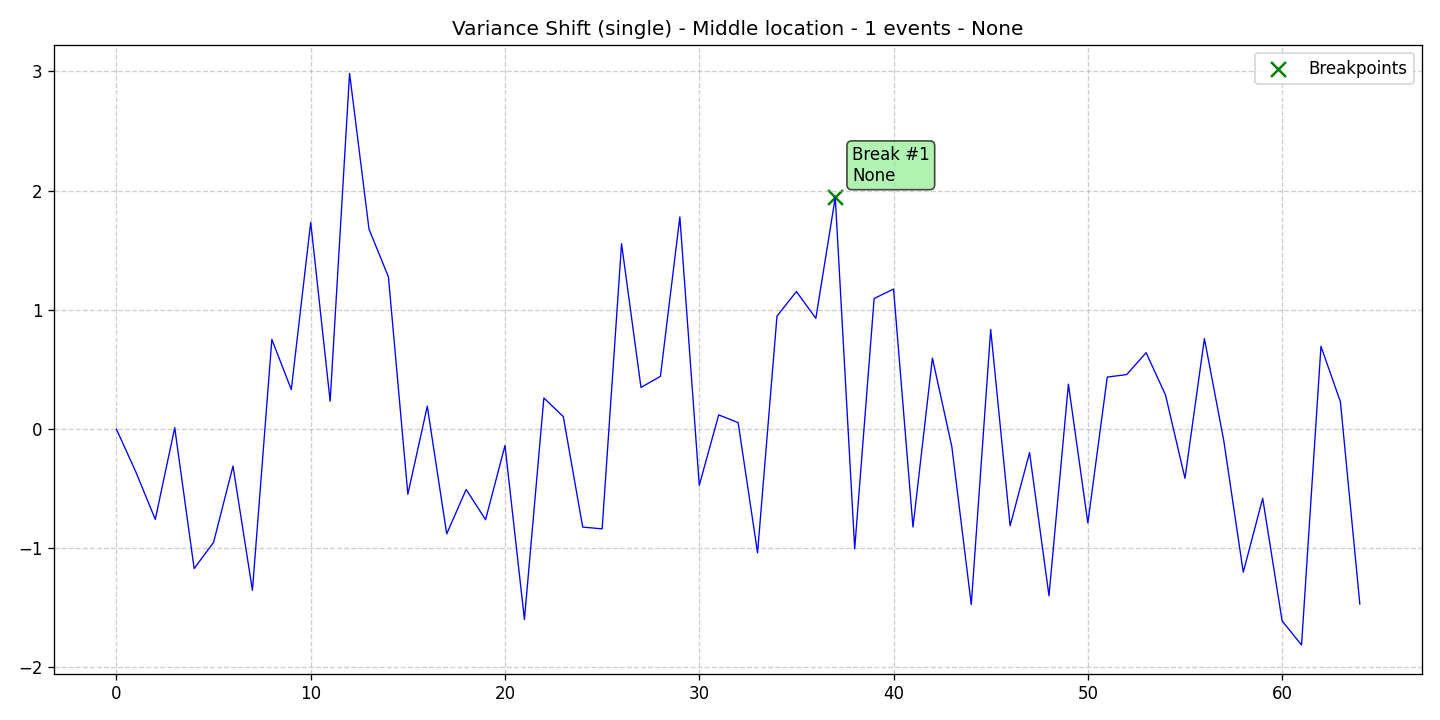 Variance Shift (single) - Middle location - 1 events - None
Breakpoints
Break #1
None
3
2
1
0
−1
−2
0 10 20 30 40 50 60